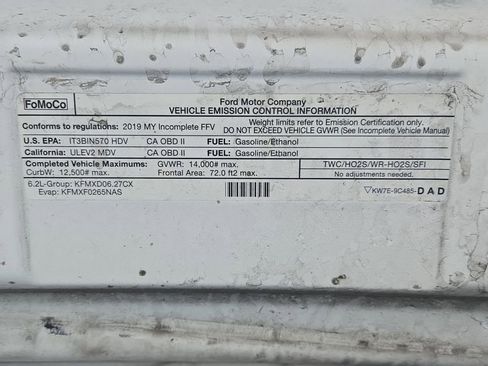 FoMoCo
Ford Motor Company
VEHICLE EMISSION CONTROL INFORMATION
Conforms to regulations: 2019 MY Incomplete FFV
Weight limits refer to Emission Certification only.
DO NOT EXCEED VEHICLE GVWR (See Incomplete Vehicle Manual)
U.S. EPA: IT3BIN570 HDV CA OBD II FUEL: Gasoline/Ethanol
California: ULEV2 MDV CA OBD II FUEL: Gasoline/Ethanol
Completed Vehicle Maximums: GVWR: 14,000# max. TWC/HO2S/WR-HO2S/SFI
CurbW: 12,500# max. Frontal Area: 72.0 ft2 max. No adjustments needed.
6.2L-Group: KFMXD06.27CX
Evap: KFMXF0265NAS
KW7E-9C485-DAD